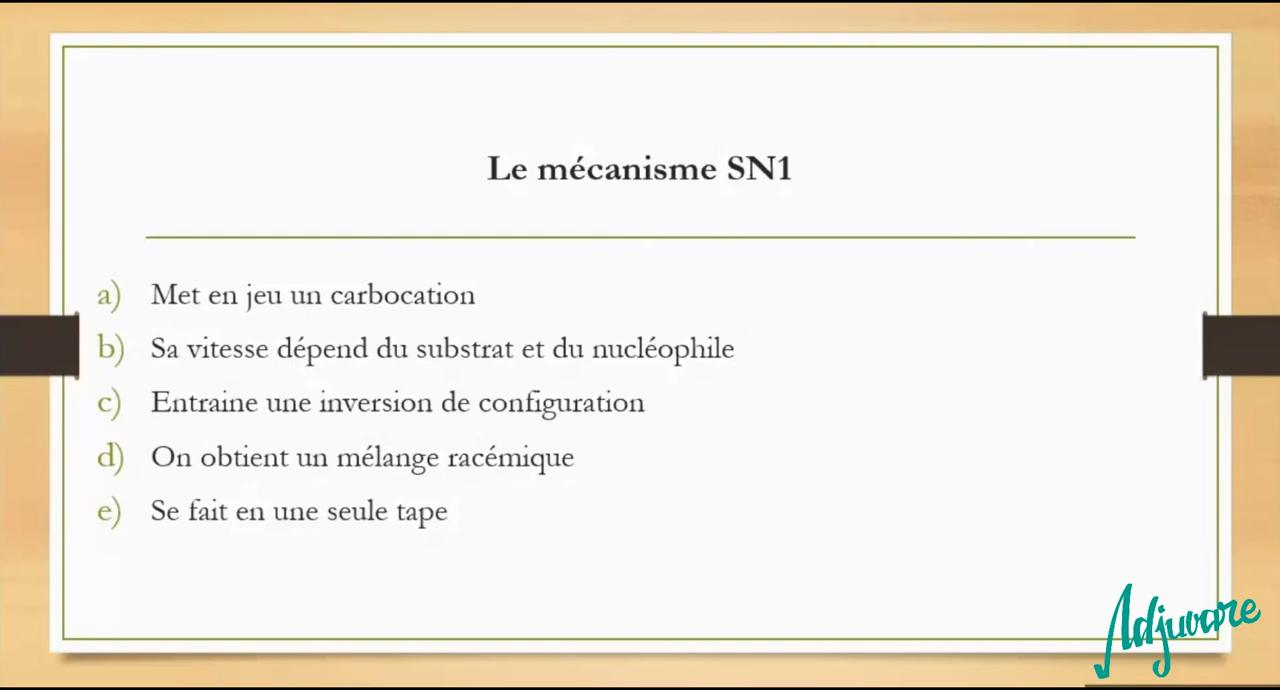 Le mécanisme SN1
a) Met en jeu un carbocation
b) Sa vitesse dépend du substrat et du nucléophile
c) Entraine une inversion de configuration
d) On obtient un mélange racémique
e) Se fait en une seule tape
Adjuvare